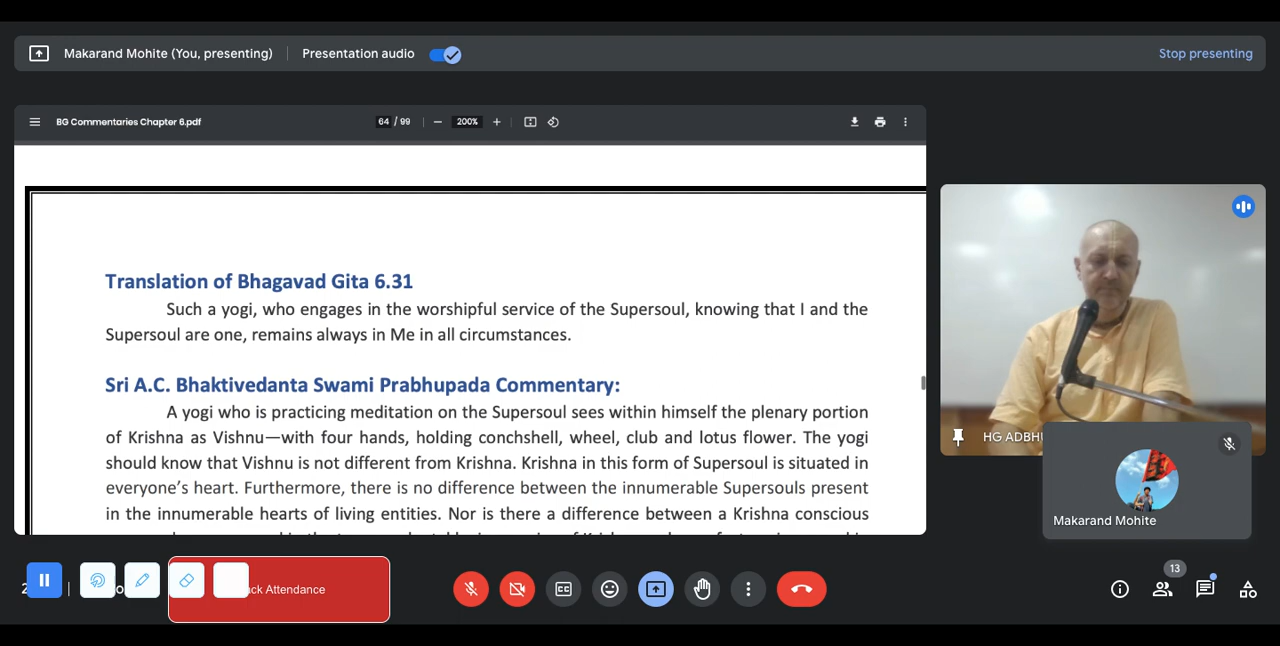 Makarand Mohite (You, presenting)
Presentation audio
Stop presenting
BG Commentaries Chapter 6.pdf
64 / 99
200%
Translation of Bhagavad Gita 6.31
Such a yogi, who engages in the worshipful service of the Supersoul, knowing that I and the
Supersoul are one, remains always in Me in all circumstances.
Sri A.C. Bhaktivedanta Swami Prabhupada Commentary:
A yogi who is practicing meditation on the Supersoul sees within himself the plenary portion
of Krishna as Vishnu—with four hands, holding conchshell, wheel, club and lotus flower. The yogi
should know that Vishnu is not different from Krishna. Krishna in this form of Supersoul is situated in
everyone's heart. Furthermore, there is no difference between the innumerable Supersouls present
in the innumerable hearts of living entities. Nor is there a difference between a Krishna conscious
HG ADBHU
Makarand Mohite
Attendance
13